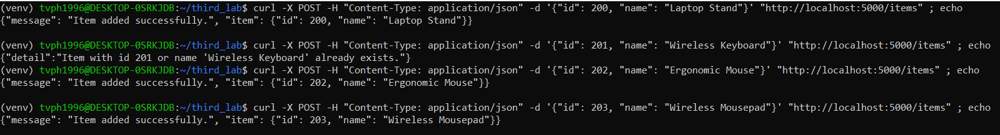 (venv) tvph1996@DESKTOP-0SRKJDB:~/third_lab$ curl -X POST -H "Content-Type: application/json" -d '{"id": 200, "name": "Laptop Stand"}' "http://localhost:5000/items" ; echo
{"message": "Item added successfully.", "item": {"id": 200, "name": "Laptop Stand"}}
(venv) tvph1996@DESKTOP-0SRKJDB:~/third_lab$ curl -X POST -H "Content-Type: application/json" -d '{"id": 201, "name": "Wireless Keyboard"}' "http://localhost:5000/items" ; echo
{"detail":"Item with id 201 or name 'Wireless Keyboard' already exists."}
(venv) tvph1996@DESKTOP-0SRKJDB:~/third_lab$ curl -X POST -H "Content-Type: application/json" -d '{"id": 202, "name": "Ergonomic Mouse"}' "http://localhost:5000/items" ; echo
{"message": "Item added successfully.", "item": {"id": 202, "name": "Ergonomic Mouse"}}
(venv) tvph1996@DESKTOP-0SRKJDB:~/third_lab$ curl -X POST -H "Content-Type: application/json" -d '{"id": 203, "name": "Wireless Mousepad"}' "http://localhost:5000/items" ; echo
{"message": "Item added successfully.", "item": {"id": 203, "name": "Wireless Mousepad"}}